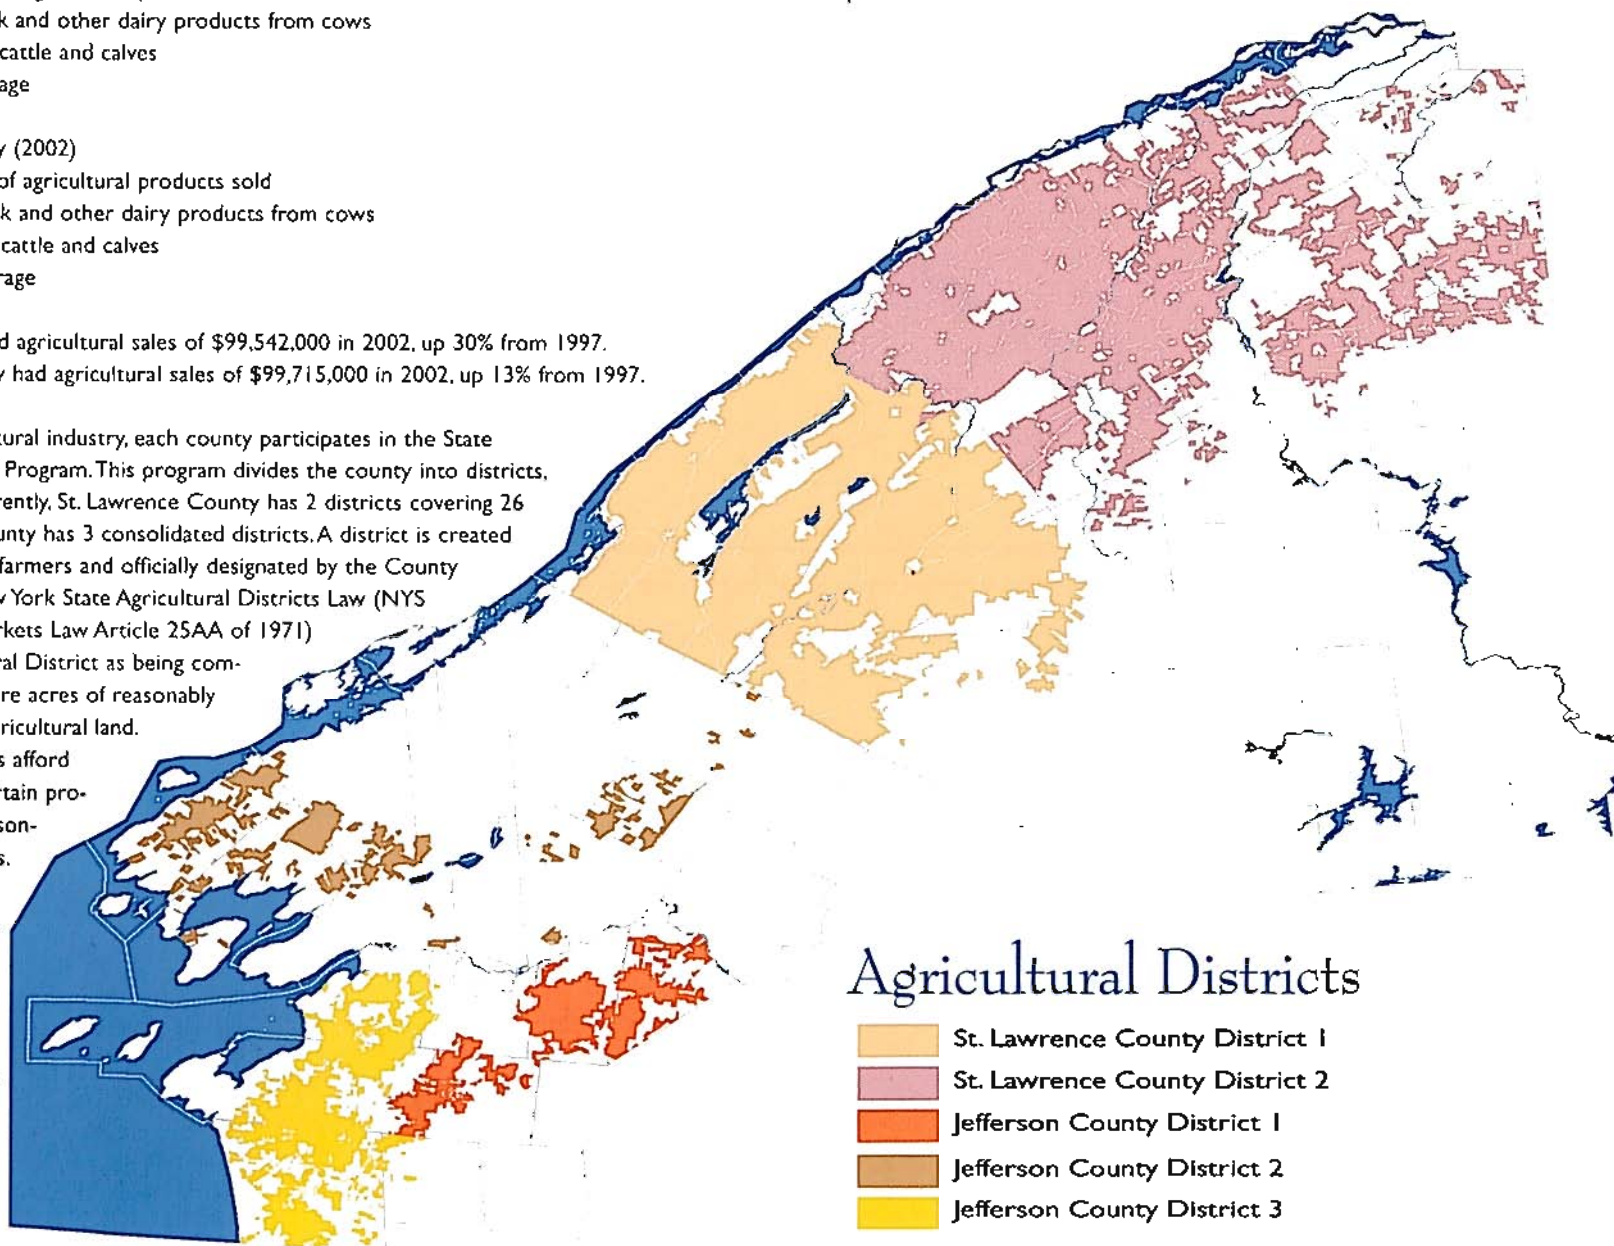 k and other dairy products from cows
cattle and calves
age
y (2002)
of agricultural products sold
k and other dairy products from cows
cattle and calves
rage
d agricultural sales of $99,542,000 in 2002, up 30% from 1997.
y had agricultural sales of $99,715,000 in 2002, up 13% from 1997.
tural industry, each county participates in the State
Program. This program divides the county into districts,
rently, St. Lawrence County has 2 districts covering 26
unty has 3 consolidated districts. A district is created
farmers and officially designated by the County
w York State Agricultural Districts Law (NYS
rkets Law Article 25AA of 1971)
ral District as being com-
re acres of reasonably
ricultural land.
s afford
rtain pro-
son-
s.
Agricultural Districts
St. Lawrence County District 1
St. Lawrence County District 2
Jefferson County District 1
Jefferson County District 2
Jefferson County District 3